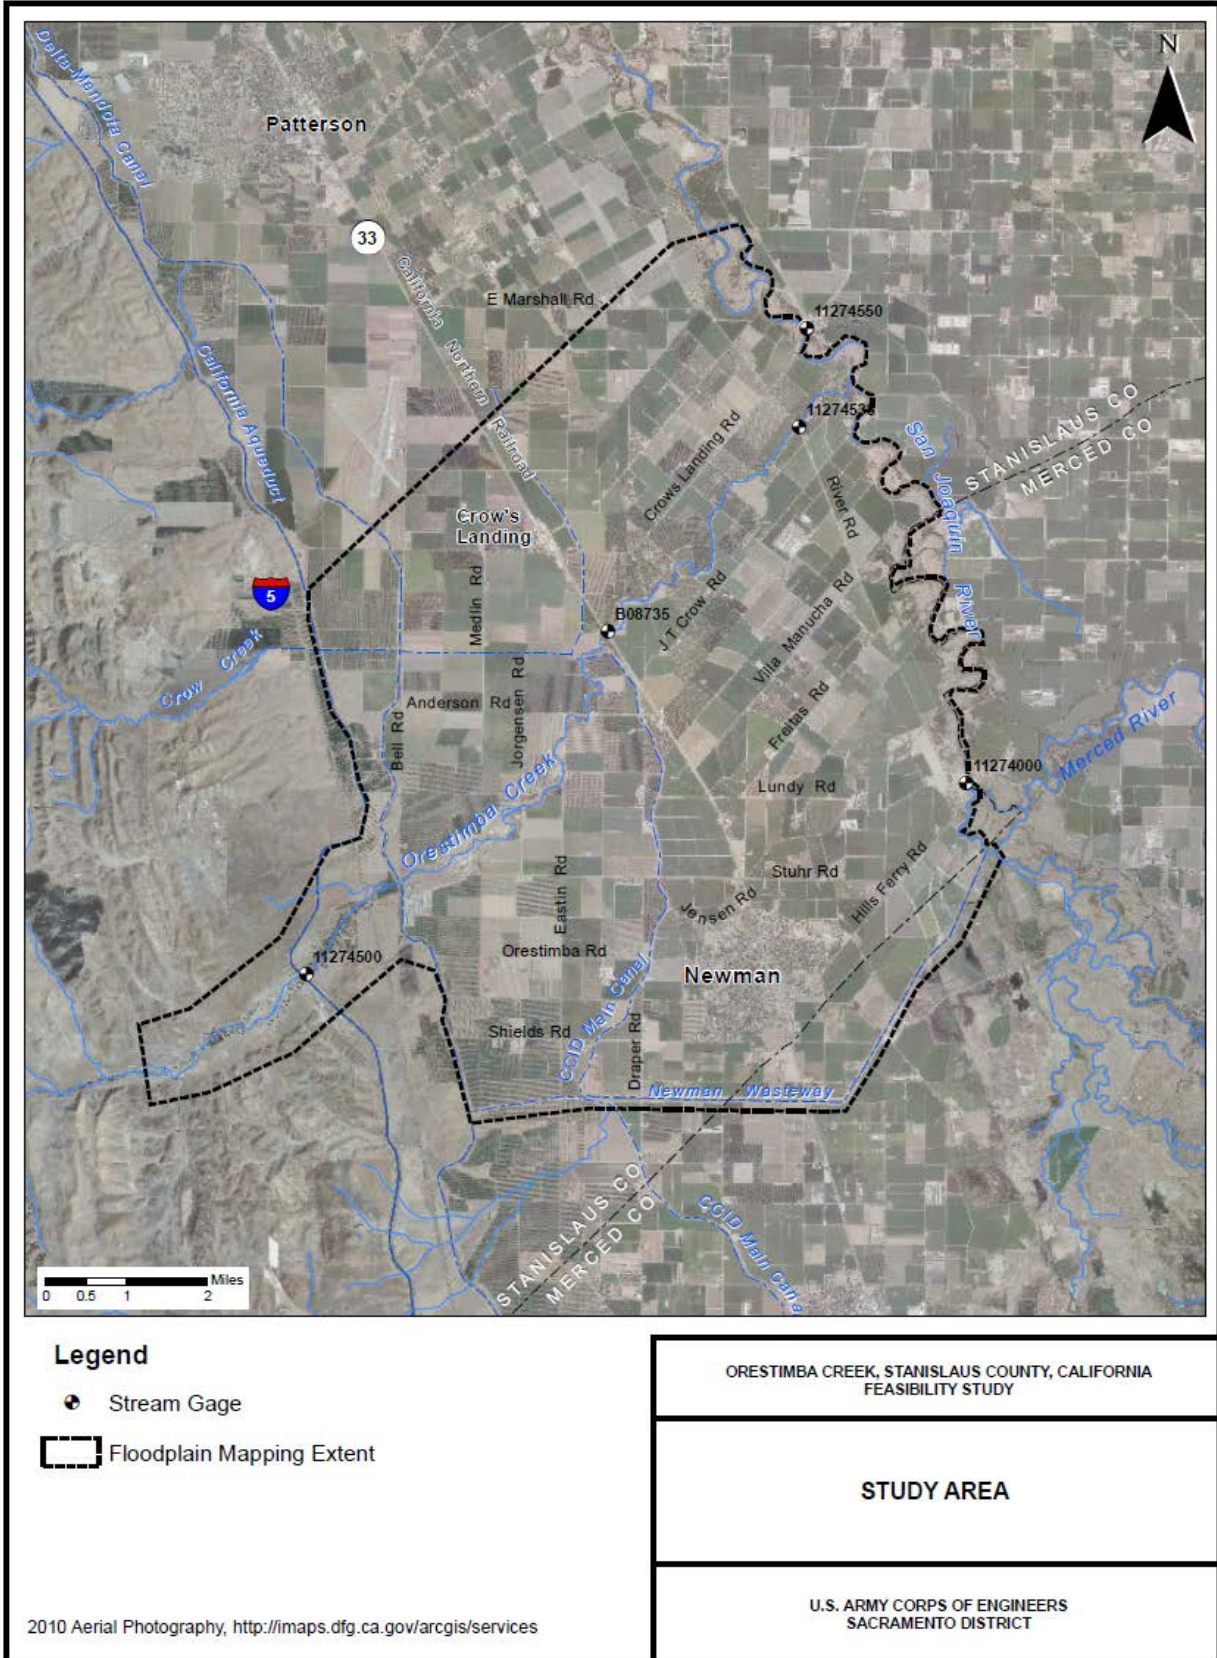 Delta-Mendota Canal
N
Patterson
33
California Northern Railroad
E Marshall Rd
11274550
California Aqueduct
STANISLAUS CO
MERCED CO
Crows Landing Rd
San Joaquin River
River Rd
Crow's
Landing
5
Medlin Rd
B08735
J.T Crow Rd
Villa Manucha Rd
Crow Creek
Anderson Rd
Jorgensen Rd
Bell Rd
Freitas Rd
Merced River
11274000
Lundy Rd
Orestimba Creek
Stuhr Rd
Hills Ferry Rd
Eastin Rd
Jensen Rd
Orestimba Rd
11274500
Newman
CCID Main Canal
Shields Rd
Draper Rd
Newman Wasteway
STANISLAUS CO
MERCED CO
CCID Main Cana
Miles
0 0.5 1 2
Legend
Stream Gage
Floodplain Mapping Extent
ORESTIMBA CREEK, STANISLAUS COUNTY, CALIFORNIA
FEASIBILITY STUDY
STUDY AREA
U.S. ARMY CORPS OF ENGINEERS
SACRAMENTO DISTRICT
2010 Aerial Photography, http://imaps.dfg.ca.gov/arcgis/services